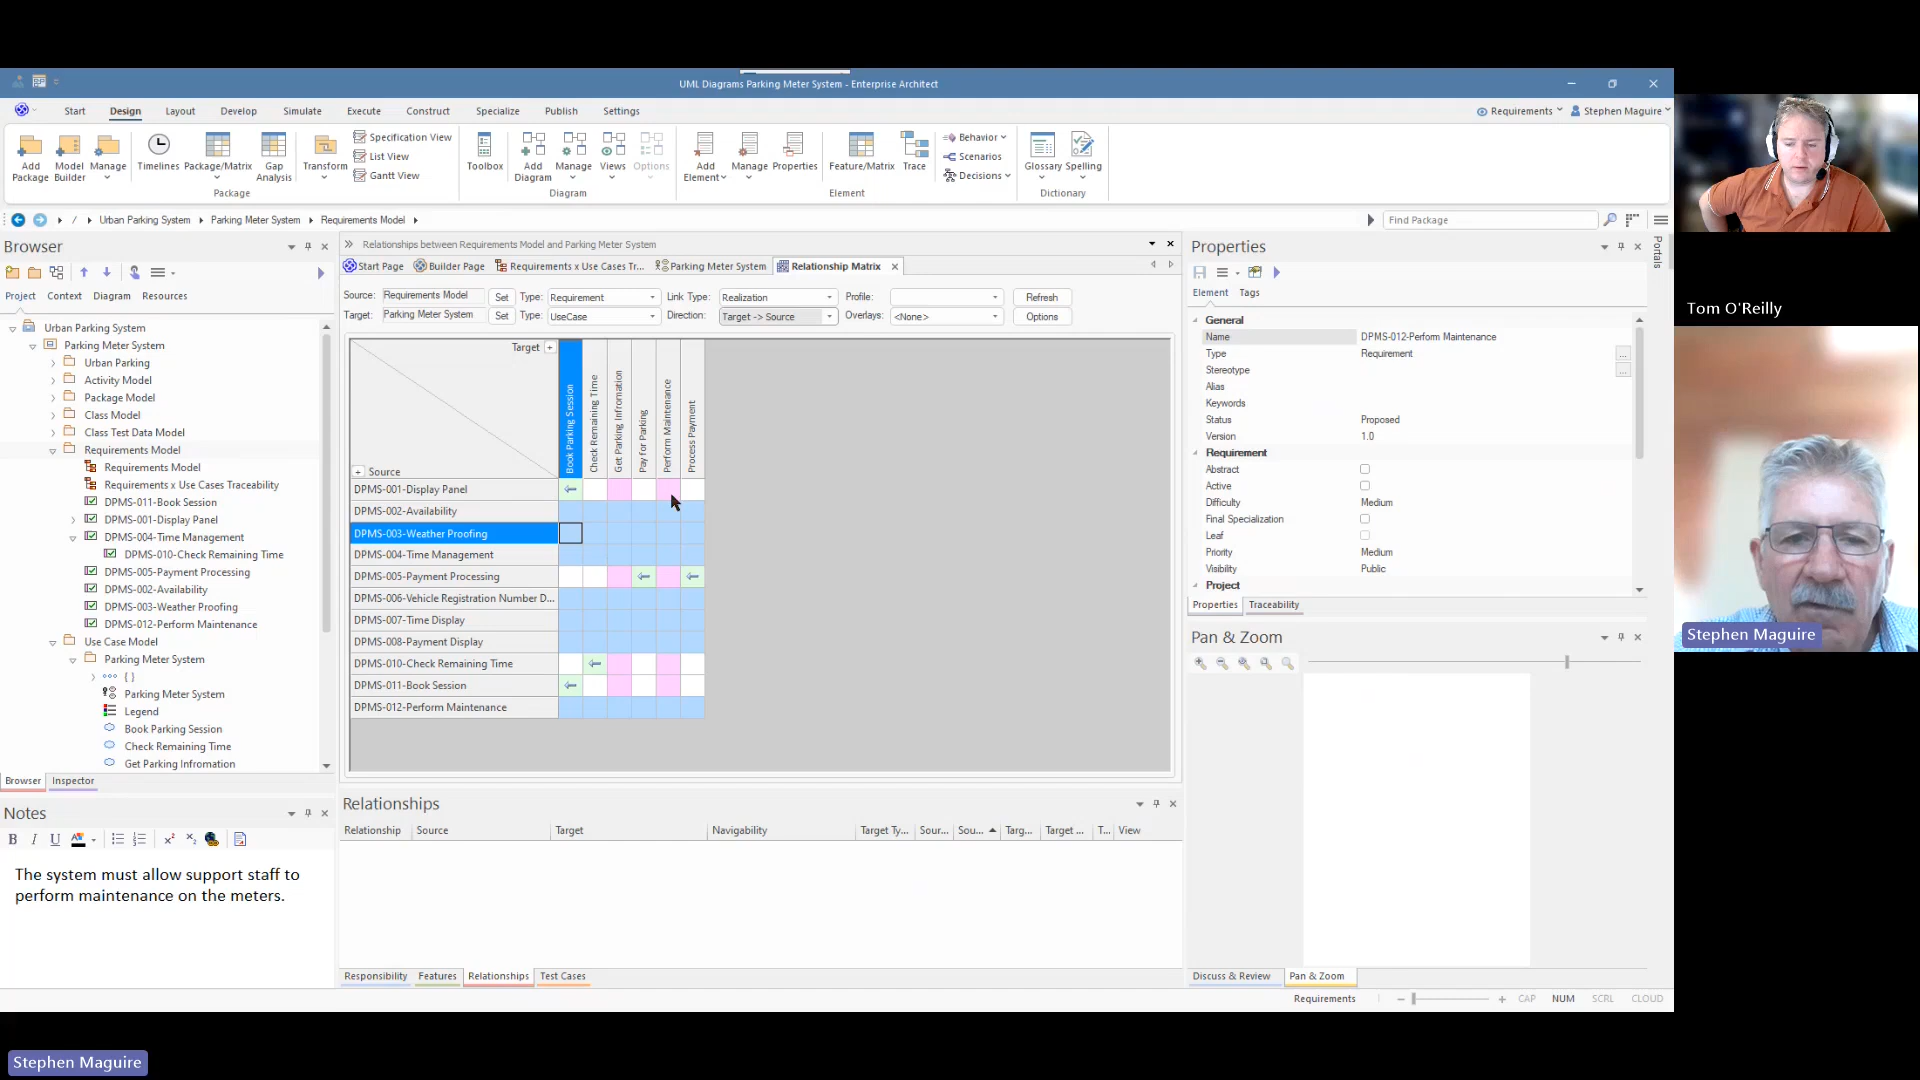 UML Diagrams Parking Meter System - Enterprise Architect
Start Design Layout Develop Simulate Execute Construct Specialize Publish Settings
Requirements Stephen Maguire
Add Package
Model Builder
Manage
Timelines
Package/Matrix
Gap Analysis
Package
Transform
Specification View
List View
Gantt View
Toolbox
Add Diagram
Manage
Views
Options
Diagram
Add Element
Manage
Properties
Feature/Matrix
Trace
Behavior
Scenarios
Decisions
Element
Glossary
Spelling
Dictionary
/ Urban Parking System Parking Meter System Requirements Model
Find Package
Portals
Browser
Project Context Diagram Resources
Urban Parking System
Parking Meter System
Urban Parking
Activity Model
Package Model
Class Model
Class Test Data Model
Requirements Model
Requirements Model
Requirements x Use Cases Traceability
DPMS-011-Book Session
DPMS-001-Display Panel
DPMS-004-Time Management
DPMS-010-Check Remaining Time
DPMS-005-Payment Processing
DPMS-002-Availability
DPMS-003-Weather Proofing
DPMS-012-Perform Maintenance
Use Case Model
Parking Meter System
{ }
Parking Meter System
Legend
Book Parking Session
Check Remaining Time
Get Parking Infromation
Browser Inspector
Notes
B I U
The system must allow support staff to
perform maintenance on the meters.
Relationships between Requirements Model and Parking Meter System
Start Page Builder Page Requirements x Use Cases Tr... Parking Meter System Relationship Matrix
Source: Requirements Model Set Type: Requirement Link Type: Realization Profile: Refresh
Target: Parking Meter System Set Type: UseCase Direction: Target -> Source Overlays: <None> Options
Target +
+ Source
Book Parking Session
Check Remaining Time
Get Parking Infromation
Pay for Parking
Perform Maintenance
Process Payment
DPMS-001-Display Panel
DPMS-002-Availability
DPMS-003-Weather Proofing
DPMS-004-Time Management
DPMS-005-Payment Processing
DPMS-006-Vehicle Registration Number D...
DPMS-007-Time Display
DPMS-008-Payment Display
DPMS-010-Check Remaining Time
DPMS-011-Book Session
DPMS-012-Perform Maintenance
Relationships
Relationship Source Target Navigability Target Ty... Sour... Sou... Targ... Target ... T... View
Responsibility Features Relationships Test Cases
Properties
Element Tags
General
Name DPMS-012-Perform Maintenance
Type Requirement
Stereotype
Alias
Keywords
Status Proposed
Version 1.0
Requirement
Abstract
Active
Difficulty Medium
Final Specialization
Leaf
Priority Medium
Visibility Public
Project
Properties Traceability
Pan & Zoom
Discuss & Review Pan & Zoom
Requirements CAP NUM SCRL CLOUD
Tom O'Reilly
Stephen Maguire
Stephen Maguire